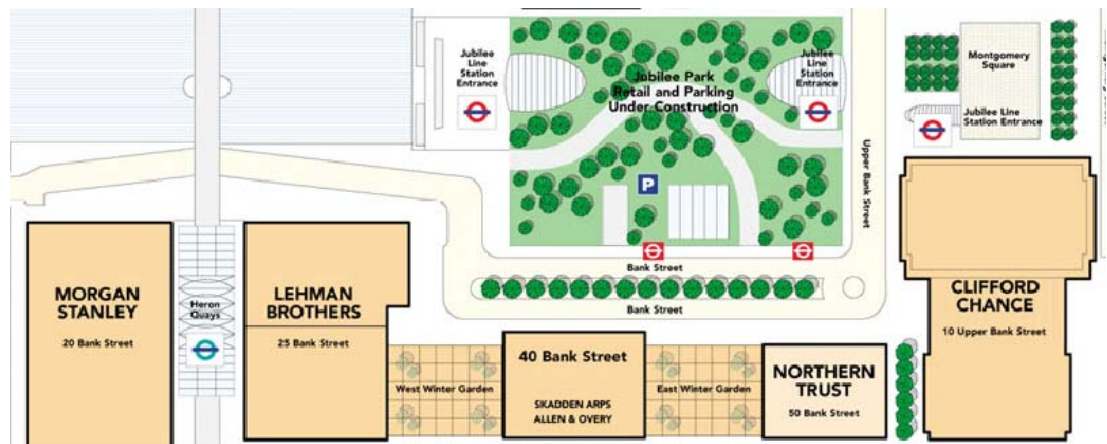 Jubilee
Line
Station
Entrance
Jubilee Park
Retail and Parking
Under Construction
Jubilee
Line
Station
Entrance
Montgomery
Square
Jubilee Line
Station Entrance
Upper Bank Street
P
Bank Street
Bank Street
MORGAN
STANLEY
20 Bank Street
Heron
Quays
LEHMAN
BROTHERS
25 Bank Street
West Winter Garden
40 Bank Street
SKADDEN ARPS
ALLEN & OVERY
East Winter Garden
NORTHERN
TRUST
50 Bank Street
CLIFFORD
CHANCE
10 Upper Bank Street